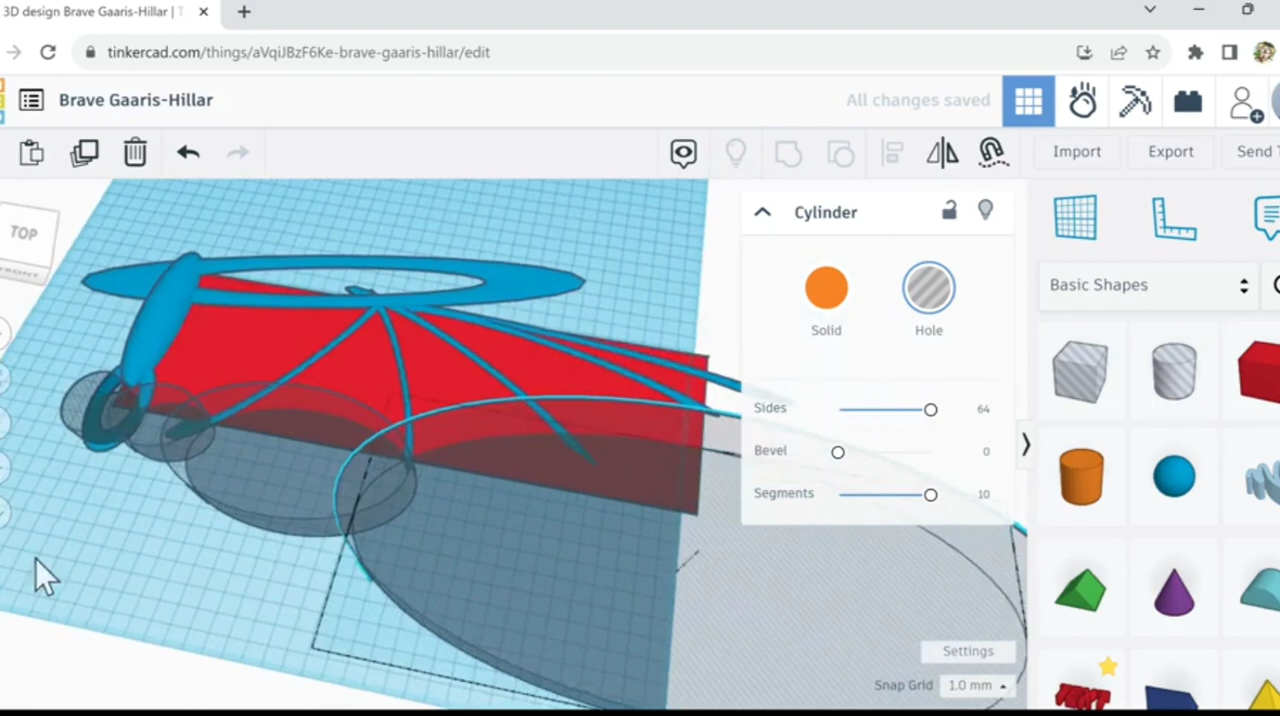 3D design Brave Gaaris-Hillar | T
tinkercad.com/things/aVqiJBzF6Ke-brave-gaaris-hillar/edit
Brave Gaaris-Hillar
All changes saved
Import
Export
Send T
TOP
FRONT
Cylinder
Solid
Hole
Sides
64
Bevel
0
Segments
10
Basic Shapes
TEXT
Settings
Snap Grid
1.0 mm